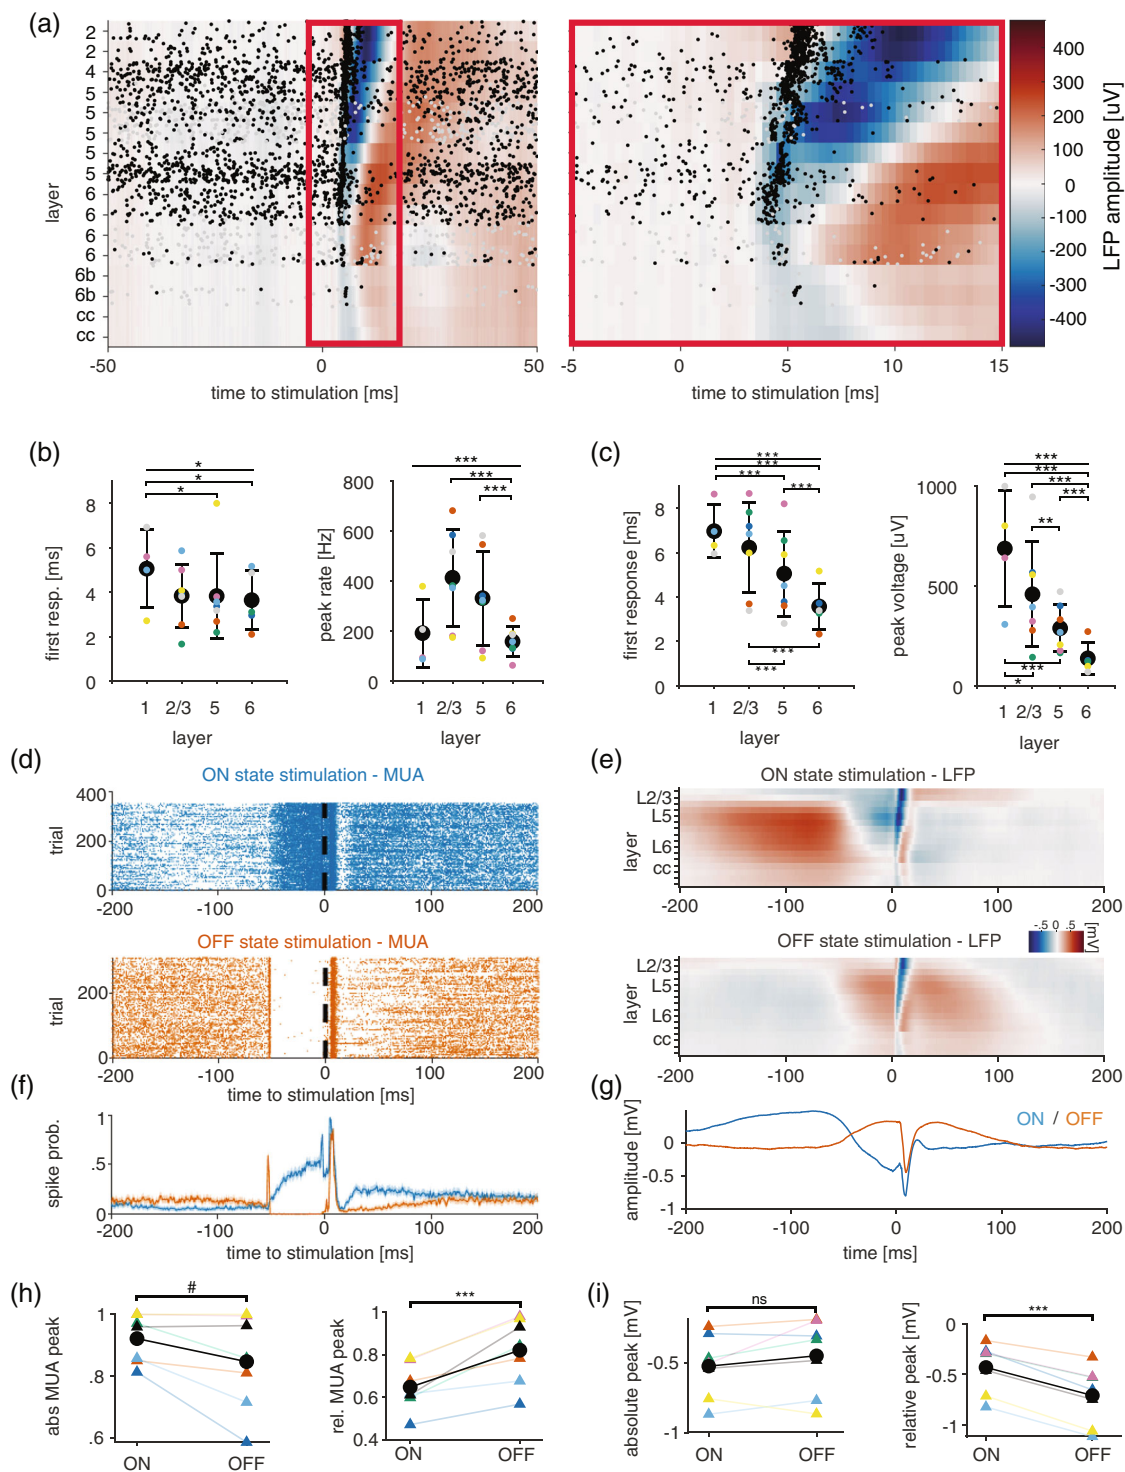 (a)
layer
2
2
4
5
5
5
5
5
6
6
6
6
6b
6b
cc
cc
-50 0 50
time to stimulation [ms]
-5 0 5 10 15
time to stimulation [ms]
400
300
200
100
0
-100
-200
-300
-400
LFP amplitude [uV]
(b)
first resp. [ms]
8
6
4
2
0
* * *
1 2/3 5 6
layer
peak rate [Hz]
800
600
400
200
0
*** *** ***
1 2/3 5 6
(c)
first response [ms]
8
6
4
2
0
*** *** *** *** *** ***
1 2/3 5 6
layer
peak voltage [uV]
1000
500
0
*** *** *** *** ** *** *
1 2/3 5 6
layer
(d)
ON state stimulation - MUA
trial
400
200
0
-200 -100 0 100 200
OFF state stimulation - MUA
trial
200
0
-200 -100 0 100 200
time to stimulation [ms]
(e)
ON state stimulation - LFP
layer
L2/3
L5
L6
cc
-200 -100 0 100 200
OFF state stimulation - LFP
-.5 0 .5
[mV]
layer
L2/3
L5
L6
cc
-200 -100 0 100 200
(f)
spike prob.
1
.5
0
-200 -100 0 100 200
time to stimulation [ms]
(g)
amplitude [mV]
ON / OFF
0
-0.5
-1
-200 -100 0 100 200
time [ms]
(h)
abs MUA peak
#
1
.8
.6
ON OFF
rel. MUA peak
***
1
0.8
0.6
0.4
ON OFF
(i)
absolute peak [mV]
ns
-0.5
-1
ON OFF
relative peak [mV]
***
0
-0.5
-1
ON OFF